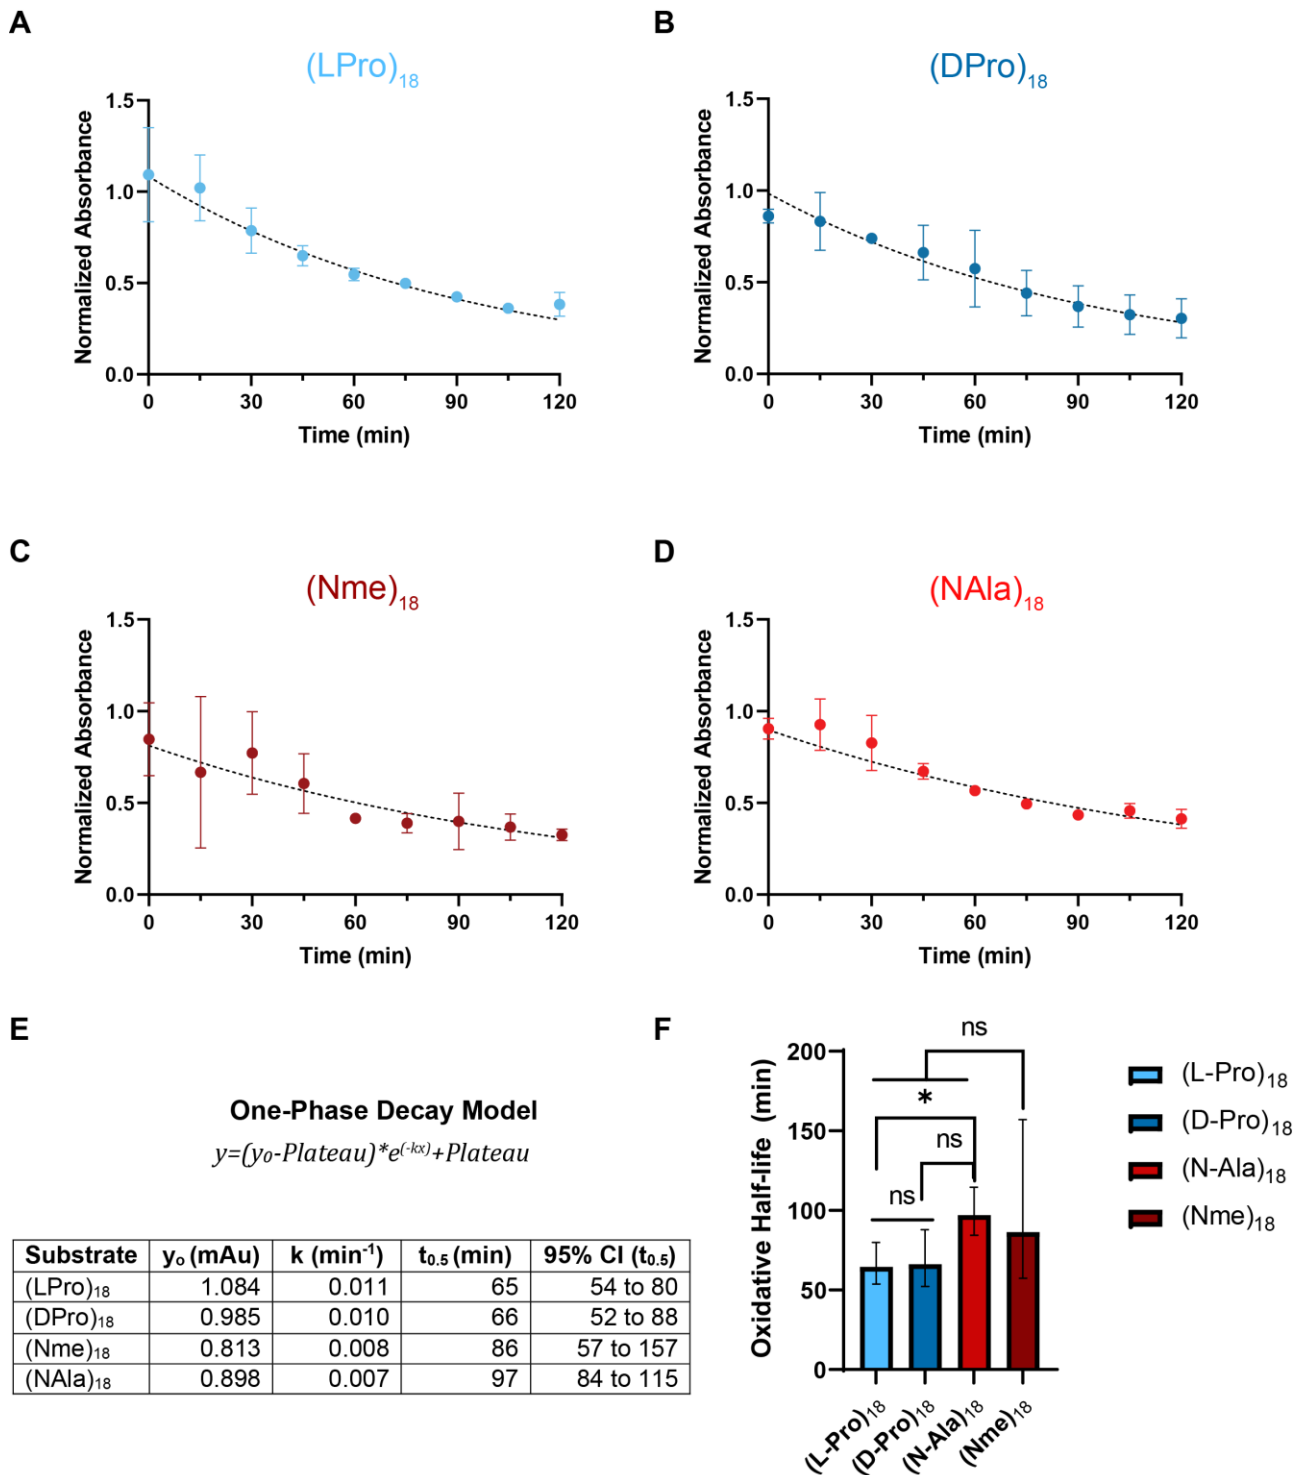 A
(LPro)18
Normalized Absorbance
1.5
1.0
0.5
0.0
0 30 60 90 120
Time (min)
B
(DPro)18
Normalized Absorbance
1.5
1.0
0.5
0.0
0 30 60 90 120
Time (min)
C
(Nme)18
Normalized Absorbance
1.5
1.0
0.5
0.0
0 30 60 90 120
Time (min)
D
(NAla)18
Normalized Absorbance
1.5
1.0
0.5
0.0
0 30 60 90 120
Time (min)
E
One-Phase Decay Model
y=(y0-Plateau)*e(-kx)+Plateau
Substrate yo (mAu) k (min-1) t0.5 (min) 95% CI (t0.5)
(LPro)18 1.084 0.011 65 54 to 80
(DPro)18 0.985 0.010 66 52 to 88
(Nme)18 0.813 0.008 86 57 to 157
(NAla)18 0.898 0.007 97 84 to 115
F
Oxidative Half-life (min)
200
150
100
50
0
ns
*
ns
ns
(L-Pro)18
(D-Pro)18
(N-Ala)18
(Nme)18
(L-Pro)18
(D-Pro)18
(N-Ala)18
(Nme)18